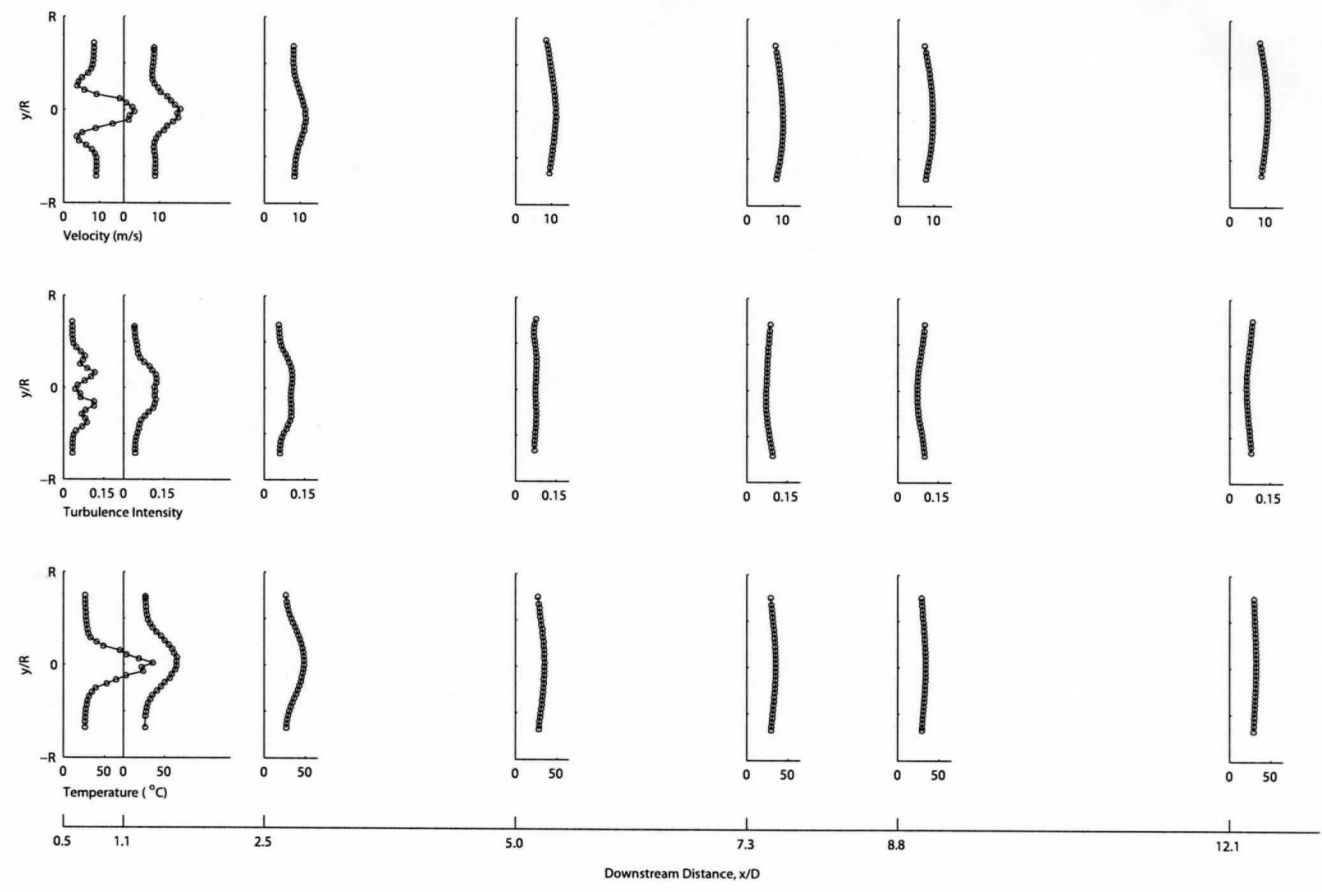 R
y/R
0
−R
0 10 0 10 0 10 0 10 0 10 0 10 0 10
Velocity (m/s)
R
y/R
0
−R
0 0.15 0 0.15 0 0.15 0 0.15 0 0.15 0 0.15 0 0.15
Turbulence Intensity
R
y/R
0
−R
0 50 0 50 0 50 0 50 0 50 0 50 0 50
Temperature ( °C)
0.5 1.1 2.5 5.0 7.3 8.8 12.1
Downstream Distance, x/D